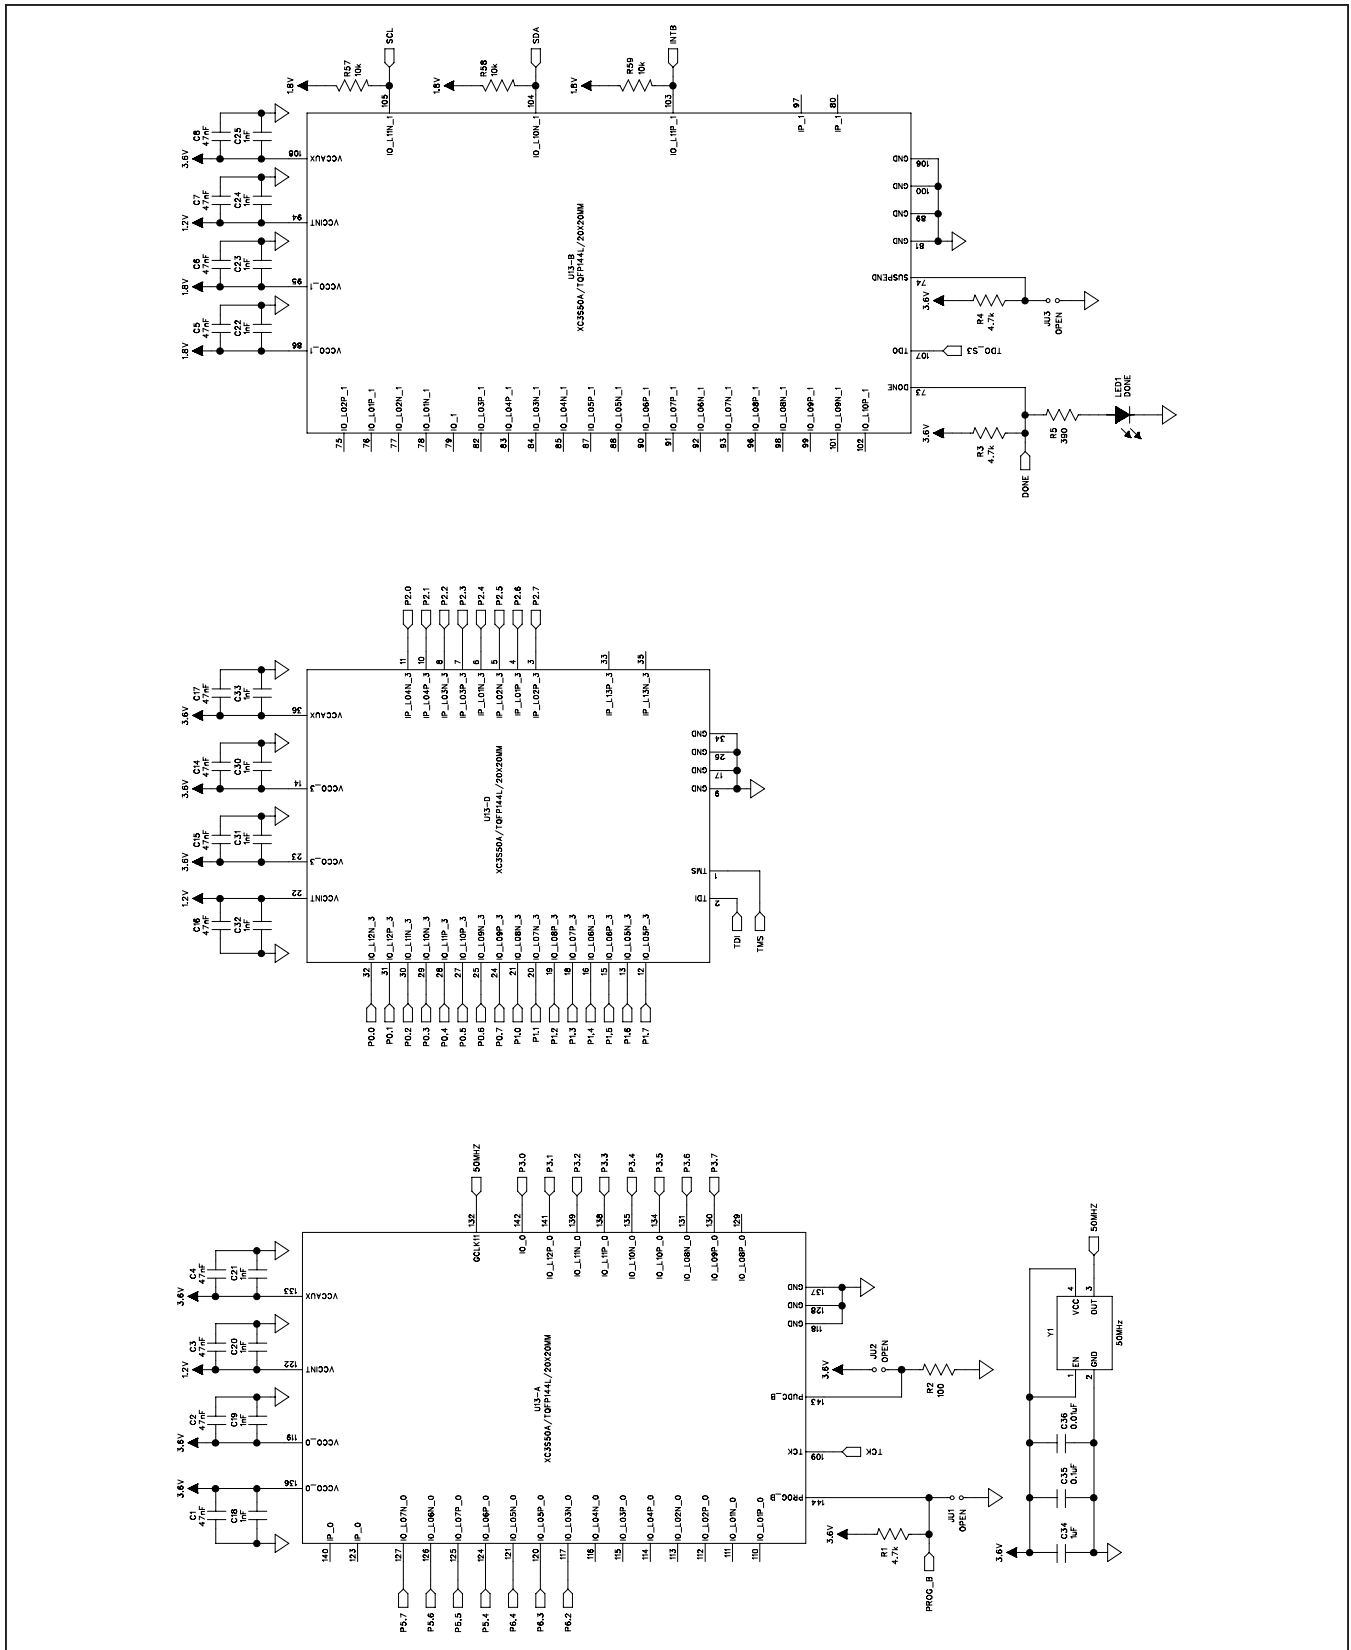 SCL
SDA
INTB
1.8V
R57
10k
1.8V
R58
10k
1.8V
R59
10k
105
104
103
97
80
IO_L11N_1
IO_L10N_1
IO_L11P_1
IP_1
IP_1
C8
47nF
C25
1nF
3.6V
108
VCCAUX
C7
47nF
C24
1nF
1.2V
94
VCCINT
C6
47nF
C23
1nF
1.8V
95
VCCO_1
C5
47nF
C22
1nF
1.8V
86
VCCO_1
U13-B
XC3S50A/TQFP144L/20X20MM
GND
106
GND
100
GND
89
GND
81
SUSPEND
74
3.6V
R4
4.7k
JU3
OPEN
TDO
107
TDO_S3
DONE
73
3.6V
R3
4.7k
DONE
R5
390
LED1
DONE
75 IO_L02P_1
76 IO_L01P_1
77 IO_L02N_1
78 IO_L01N_1
79 IO_1
82 IO_L03P_1
83 IO_L04P_1
84 IO_L03N_1
85 IO_L04N_1
87 IO_L05P_1
88 IO_L05N_1
90 IO_L06P_1
91 IO_L07P_1
92 IO_L06N_1
93 IO_L07N_1
96 IO_L08P_1
98 IO_L08N_1
99 IO_L09P_1
101 IO_L09N_1
102 IO_L10P_1
P2.0
P2.1
P2.2
P2.3
P2.4
P2.5
P2.6
P2.7
11 IP_L04N_3
10 IP_L04P_3
8 IP_L03N_3
7 IP_L03P_3
6 IP_L01N_3
5 IP_L02N_3
4 IP_L01P_3
3 IP_L02P_3
33 IP_L13P_3
35 IP_L13N_3
C17
47nF
C33
1nF
3.6V
36
VCCAUX
C14
47nF
C30
1nF
3.6V
14
VCCO_3
C15
47nF
C31
1nF
3.6V
23
VCCO_3
1.2V
C16
47nF
C32
1nF
22
VCCINT
U13-D
XC3S50A/TQFP144L/20X20MM
GND
34
GND
26
GND
17
GND
9
TMS
1
TDI
2
TDI
TMS
32 IO_L12N_3
31 IO_L12P_3
30 IO_L11N_3
29 IO_L10N_3
28 IO_L11P_3
27 IO_L10P_3
25 IO_L09N_3
24 IO_L09P_3
21 IO_L08N_3
20 IO_L07N_3
19 IO_L08P_3
18 IO_L07P_3
16 IO_L06N_3
15 IO_L06P_3
13 IO_L05N_3
12 IO_L05P_3
P0.0
P0.1
P0.2
P0.3
P0.4
P0.5
P0.6
P0.7
P1.0
P1.1
P1.2
P1.3
P1.4
P1.5
P1.6
P1.7
50MHZ
P3.0
P3.1
P3.2
P3.3
P3.4
P3.5
P3.6
P3.7
132 GCLK11
142 IO_0
141 IO_L12P_0
139 IO_L11N_0
138 IO_L11P_0
135 IO_L10N_0
134 IO_L10P_0
131 IO_L08N_0
130 IO_L09P_0
129 IO_L08P_0
C4
47nF
C21
1nF
3.6V
133
VCCAUX
C3
47nF
C20
1nF
1.2V
122
VCCINT
C2
47nF
C19
1nF
3.6V
119
VCCO_0
3.6V
C1
47nF
C18
1nF
136
VCCO_0
U13-A
XC3S50A/TQFP144L/20X20MM
GND
137
GND
128
GND
118
3.6V
JU2
OPEN
PUDC_B
143
R2
100
TCK
109
TCK
PROG_B
144
3.6V
R1
4.7k
JU1
OPEN
PROG_B
140 IP_0
123 IP_0
127 IO_L07N_0
126 IO_L06N_0
125 IO_L07P_0
124 IO_L06P_0
121 IO_L05N_0
120 IO_L05P_0
117 IO_L03N_0
116 IO_L04N_0
115 IO_L03P_0
114 IO_L04P_0
113 IO_L02N_0
112 IO_L02P_0
111 IO_L01N_0
110 IO_L01P_0
P5.7
P5.6
P5.5
P5.4
P6.4
P6.3
P6.2
50MHZ
4
VCC
3
OUT
Y1
50MHz
EN
1
GND
2
C36
0.01uF
C35
0.1uF
C34
1uF
3.6V